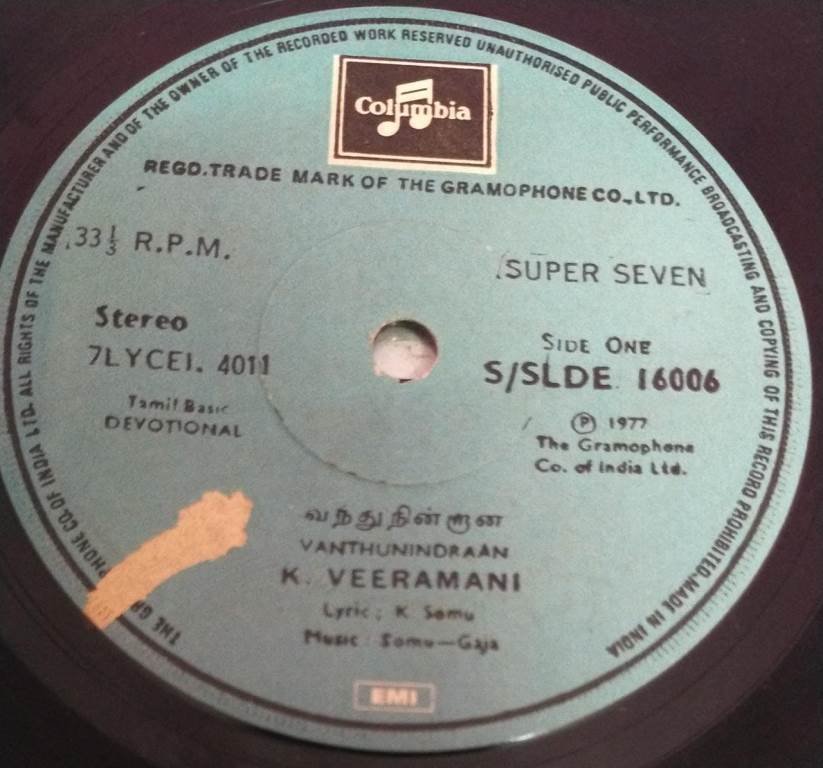 THE GR PHONE CO. OF INDIA LTD. ALL RIGHTS OF THE MANUFACTURER AND OF THE OWNER OF THE RECORDED WORK RESERVED UNAUTHORISED PUBLIC PERFORMANCE BROADCASTING AND COPYING OF THIS RECORD PROHIBITED-MADE IN INDIA
Columbia
REGD. TRADE MARK OF THE GRAMOPHONE CO., LTD.
33⅓ R.P.M.
SUPER SEVEN
Stereo
SIDE ONE
7LYCEI. 4011
S/SLDE 16006
Tamil Basic
DEVOTIONAL
Ⓟ 1977
The Gramophone
Co. of India Ltd.
வந்துநின்றான்
VANTHUNINDRAAN
K. VEERAMANI
Lyric : K Somu
Music : Somu—Gaja
EMI